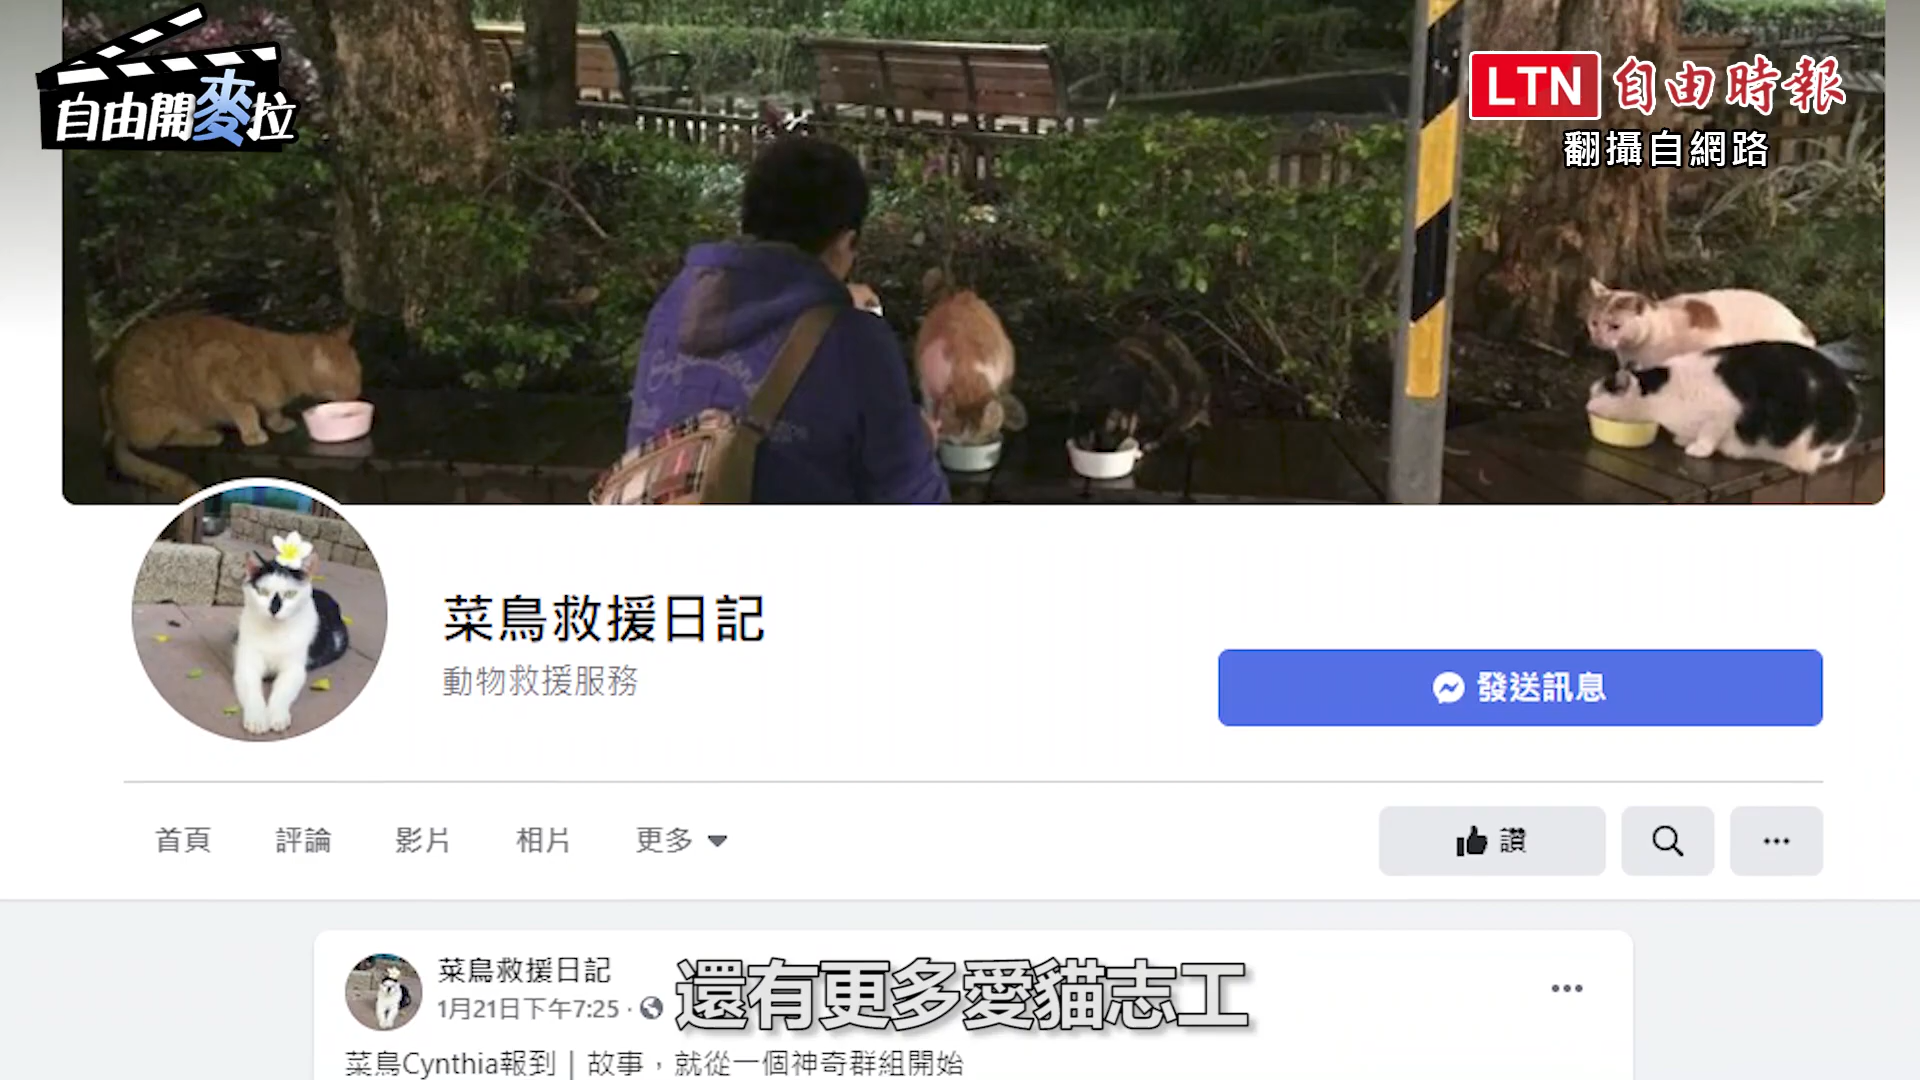 自由開麥拉
LTN 自由時報
翻攝自網路
菜鳥救援日記
動物救援服務
發送訊息
首頁 評論 影片 相片 更多
讚
菜鳥救援日記
1月21日下午7:25
還有更多愛貓志工
菜鳥Cynthia報到｜故事，就從一個神奇群組開始